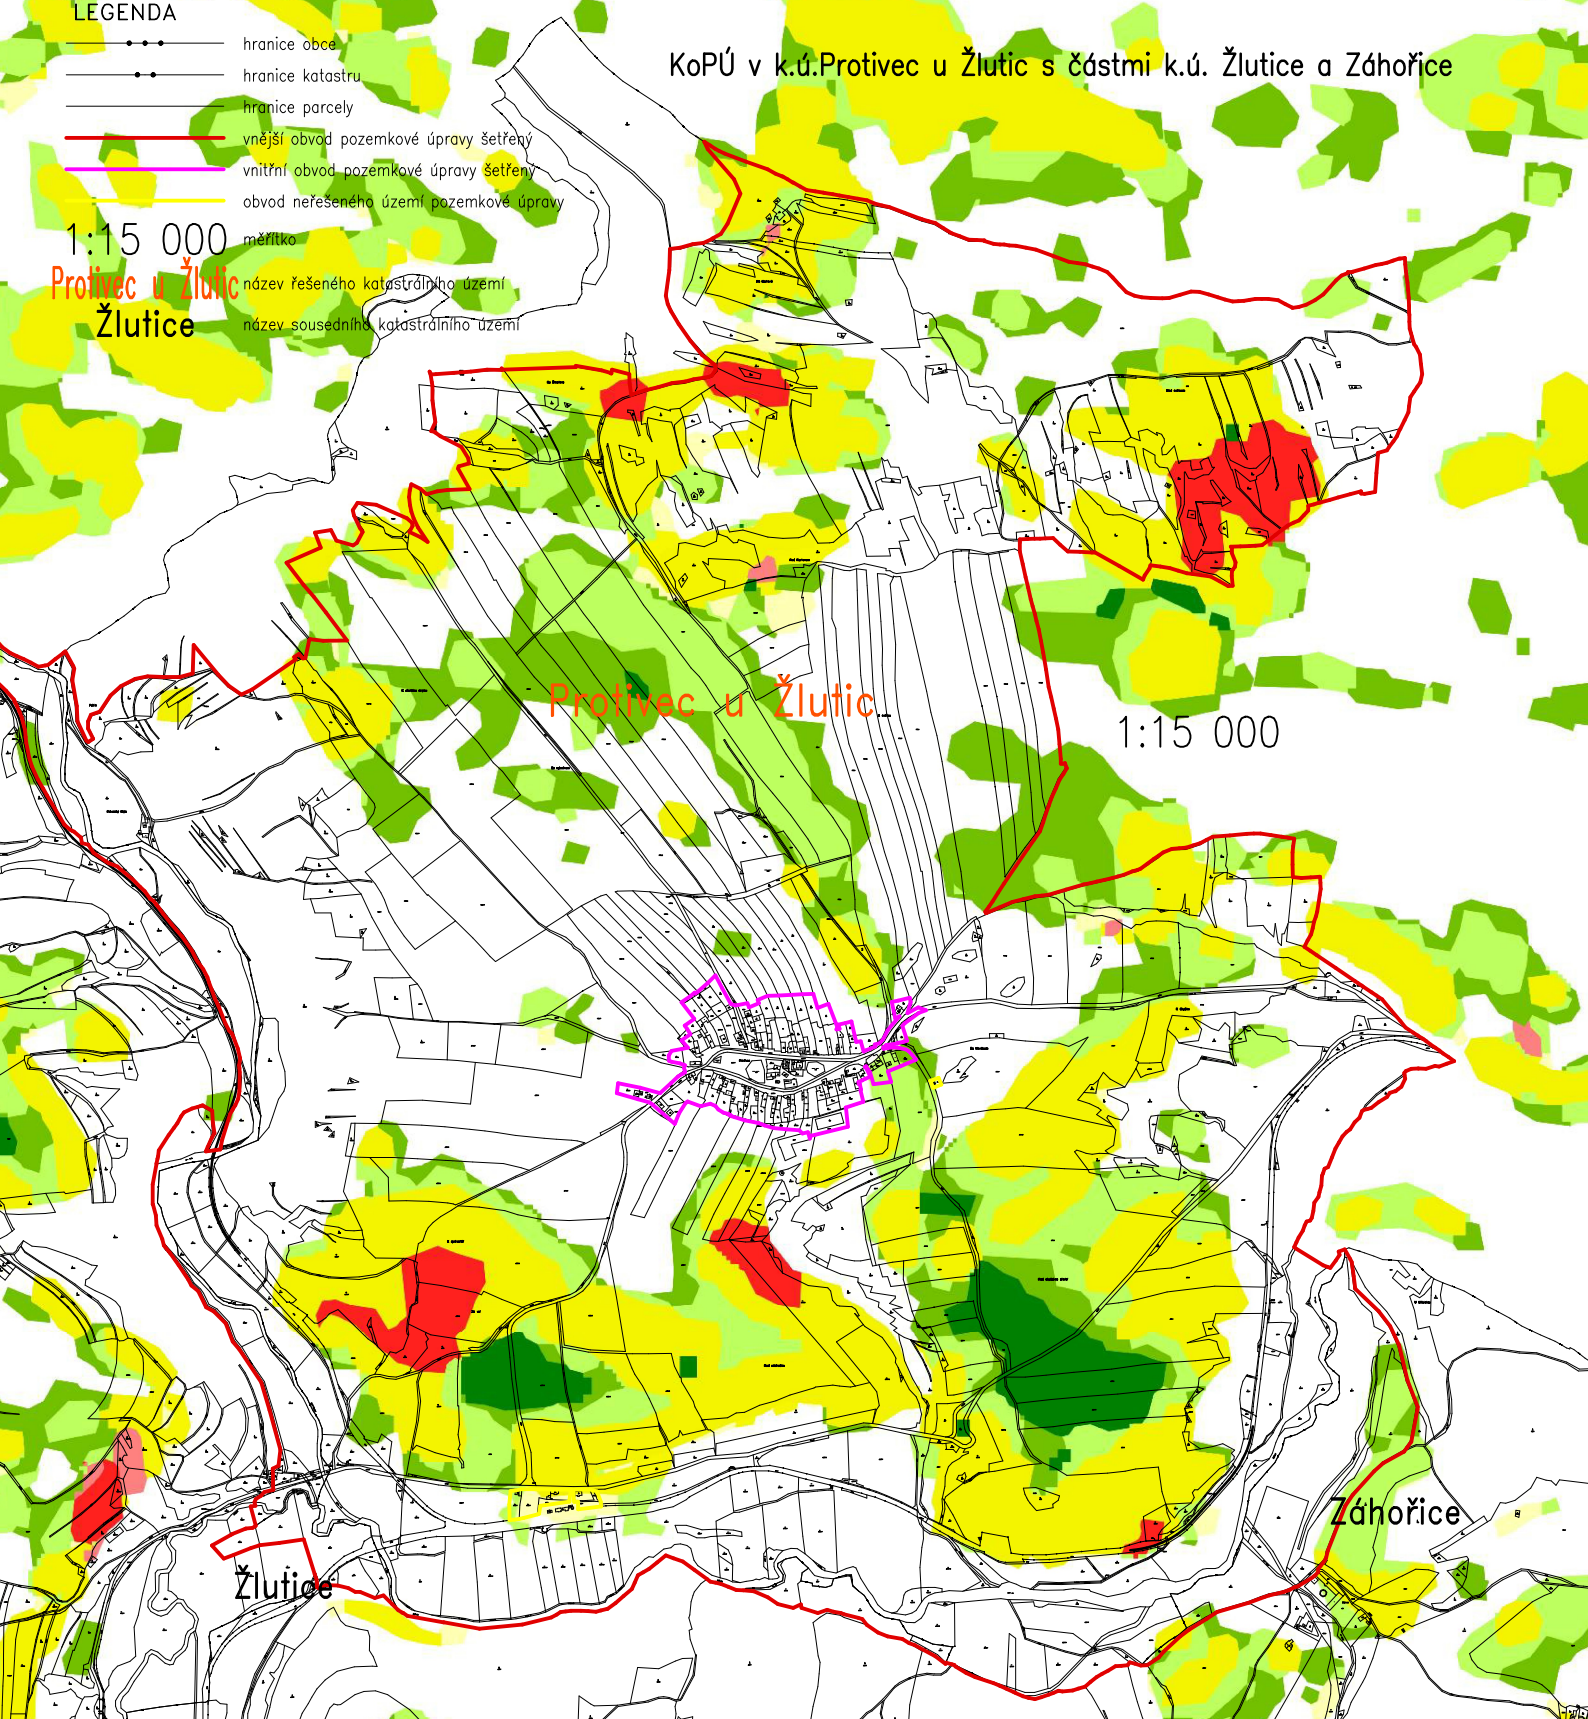 LEGENDA
hranice obce
hranice katastru
hranice parcely
vnější obvod pozemkové úpravy šetřený
vnitřní obvod pozemkové úpravy šetřený
obvod neřešeného území pozemkové úpravy
1:15 000 měřítko
Protivec u Žlutic název řešeného katastrálního území
Žlutice název sousedního katastrálního území
KoPÚ v k.ú.Protivec u Žlutic s částmi k.ú. Žlutice a Záhořice
Protivec u Žlutic
1:15 000
Záhořice
Žlutice